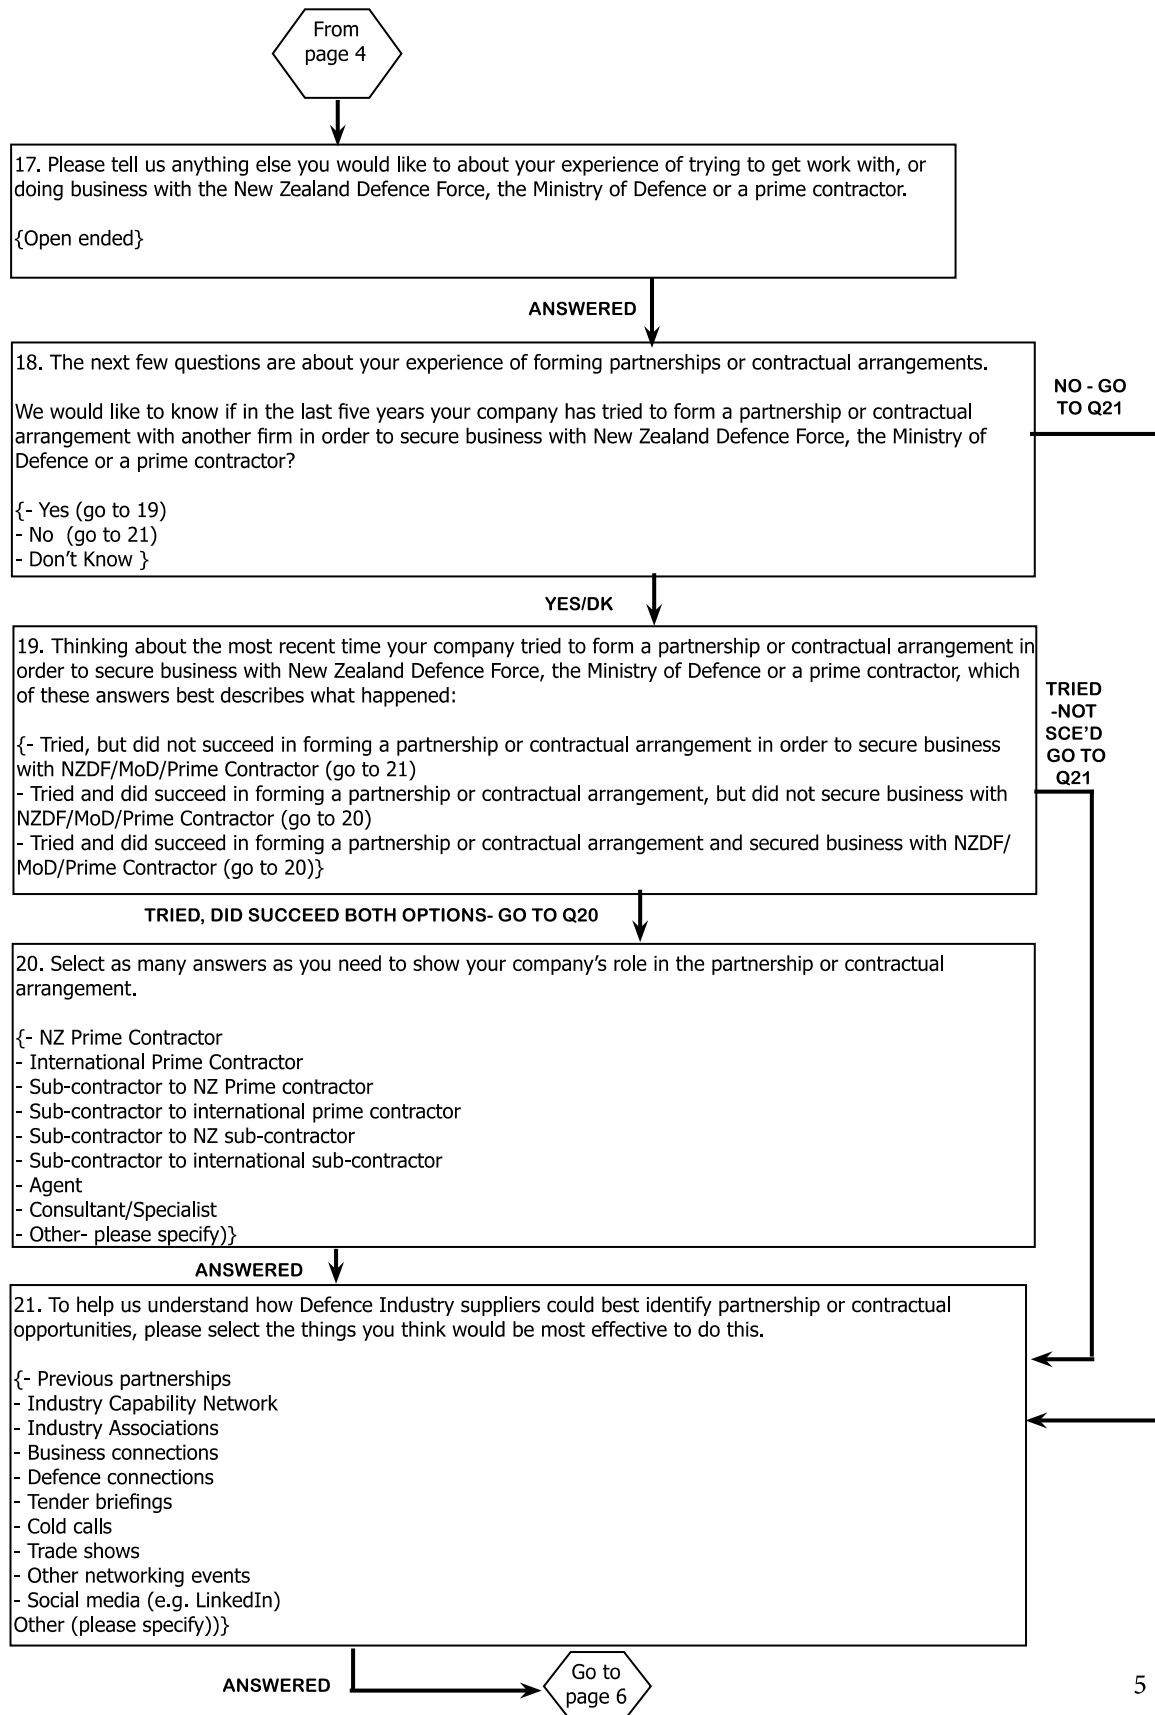 From
page 4
17. Please tell us anything else you would like to about your experience of trying to get work with, or
doing business with the New Zealand Defence Force, the Ministry of Defence or a prime contractor.
{Open ended}
ANSWERED
18. The next few questions are about your experience of forming partnerships or contractual arrangements.
We would like to know if in the last five years your company has tried to form a partnership or contractual
arrangement with another firm in order to secure business with New Zealand Defence Force, the Ministry of
Defence or a prime contractor?
{- Yes (go to 19)
- No  (go to 21)
- Don't Know }
NO - GO
TO Q21
YES/DK
19. Thinking about the most recent time your company tried to form a partnership or contractual arrangement in
order to secure business with New Zealand Defence Force, the Ministry of Defence or a prime contractor, which
of these answers best describes what happened:
{- Tried, but did not succeed in forming a partnership or contractual arrangement in order to secure business
with NZDF/MoD/Prime Contractor (go to 21)
- Tried and did succeed in forming a partnership or contractual arrangement, but did not secure business with
NZDF/MoD/Prime Contractor (go to 20)
- Tried and did succeed in forming a partnership or contractual arrangement and secured business with NZDF/
MoD/Prime Contractor (go to 20)}
TRIED
-NOT
SCE'D
GO TO
Q21
TRIED, DID SUCCEED BOTH OPTIONS- GO TO Q20
20. Select as many answers as you need to show your company's role in the partnership or contractual
arrangement.
{- NZ Prime Contractor
- International Prime Contractor
- Sub-contractor to NZ Prime contractor
- Sub-contractor to international prime contractor
- Sub-contractor to NZ sub-contractor
- Sub-contractor to international sub-contractor
- Agent
- Consultant/Specialist
- Other- please specify)}
ANSWERED
21. To help us understand how Defence Industry suppliers could best identify partnership or contractual
opportunities, please select the things you think would be most effective to do this.
{- Previous partnerships
- Industry Capability Network
- Industry Associations
- Business connections
- Defence connections
- Tender briefings
- Cold calls
- Trade shows
- Other networking events
- Social media (e.g. LinkedIn)
Other (please specify))}
ANSWERED
Go to
page 6
5